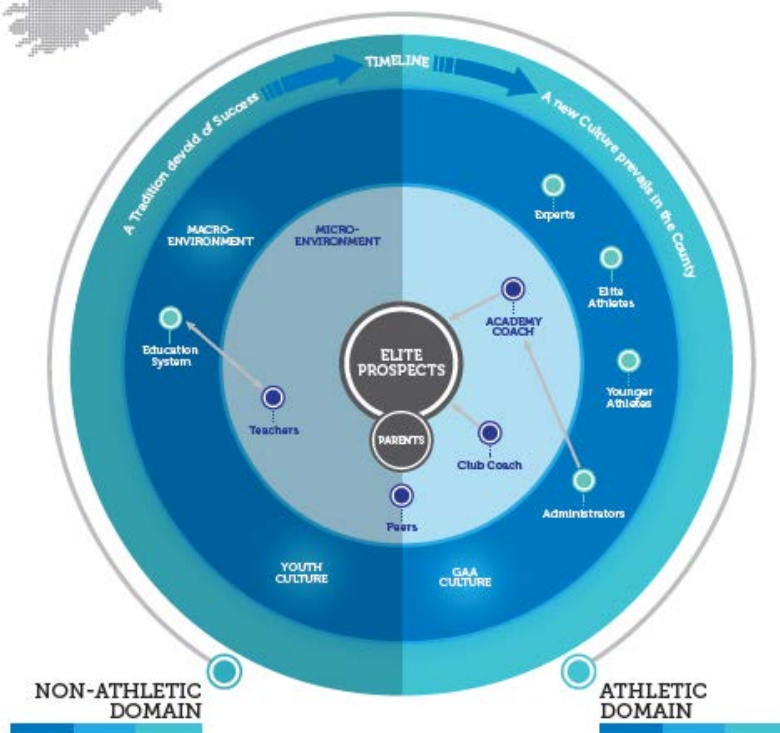 TIMELINE
A Tradition devoid of Success
A new Culture prevails in the County
MACRO-
ENVIRONMENT
MICRO-
ENVIRONMENT
Experts
Elite
Athletes
ACADEMY
COACH
Education
System
ELITE
PROSPECTS
Younger
Athletes
Teachers
PARENTS
Club Coach
Peers
Administrators
YOUTH
CULTURE
GAA
CULTURE
NON-ATHLETIC
DOMAIN
ATHLETIC
DOMAIN